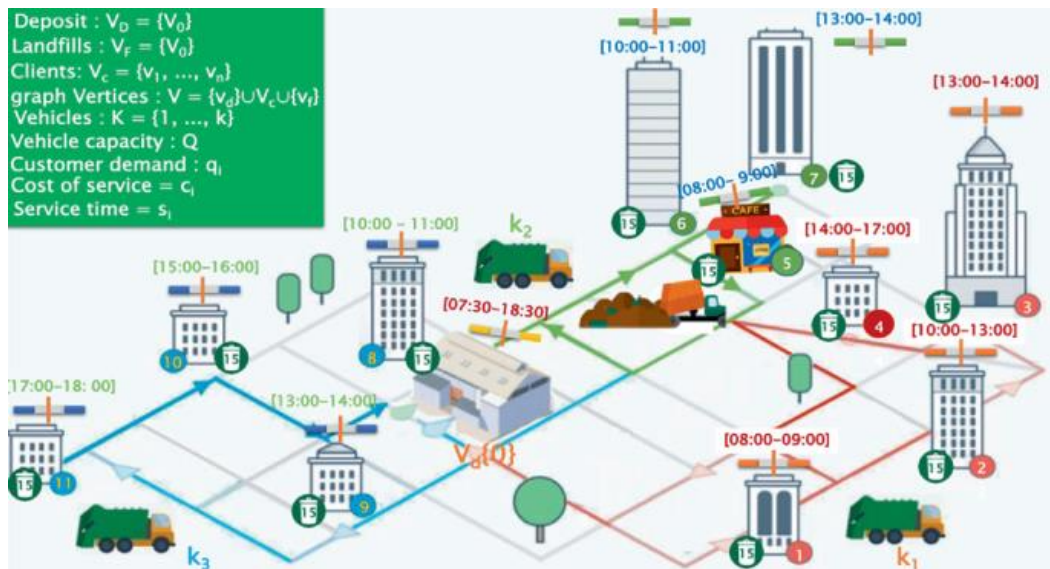 Deposit : V_D = {V_0}
Landfills : V_F = {V_0}
Clients: V_c = {v_1, ..., v_n}
graph Vertices : V = {v_d}∪V_c∪{v_f}
Vehicles : K = {1, ..., k}
Vehicle capacity : Q
Customer demand : q_i
Cost of service = c_i
Service time = s_i
[10:00-11:00]
[13:00-14:00]
[13:00-14:00]
7
15
[08:00- 9:00]
CAFE
15
6
k_2
[10:00 - 11:00]
[14:00-17:00]
5
15
[15:00-16:00]
[07:30-18:30]
15
3
15
4
[10:00-13:00]
10
15
8
15
[17:00-18: 00]
[13:00-14:00]
[08:00-09:00]
V_d{0}
15
2
15
11
15
9
k_3
15
1
k_1